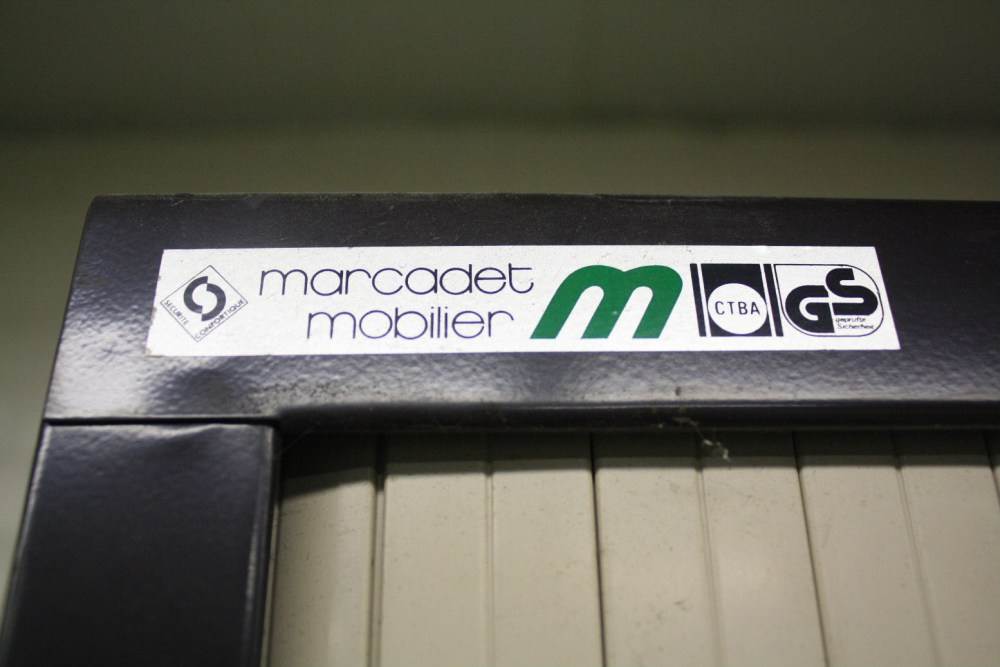 SÉCURITÉ CONFORTIQUE
marcadet
mobilier
m
CTBA
GS
geprüfte
Sicherheit